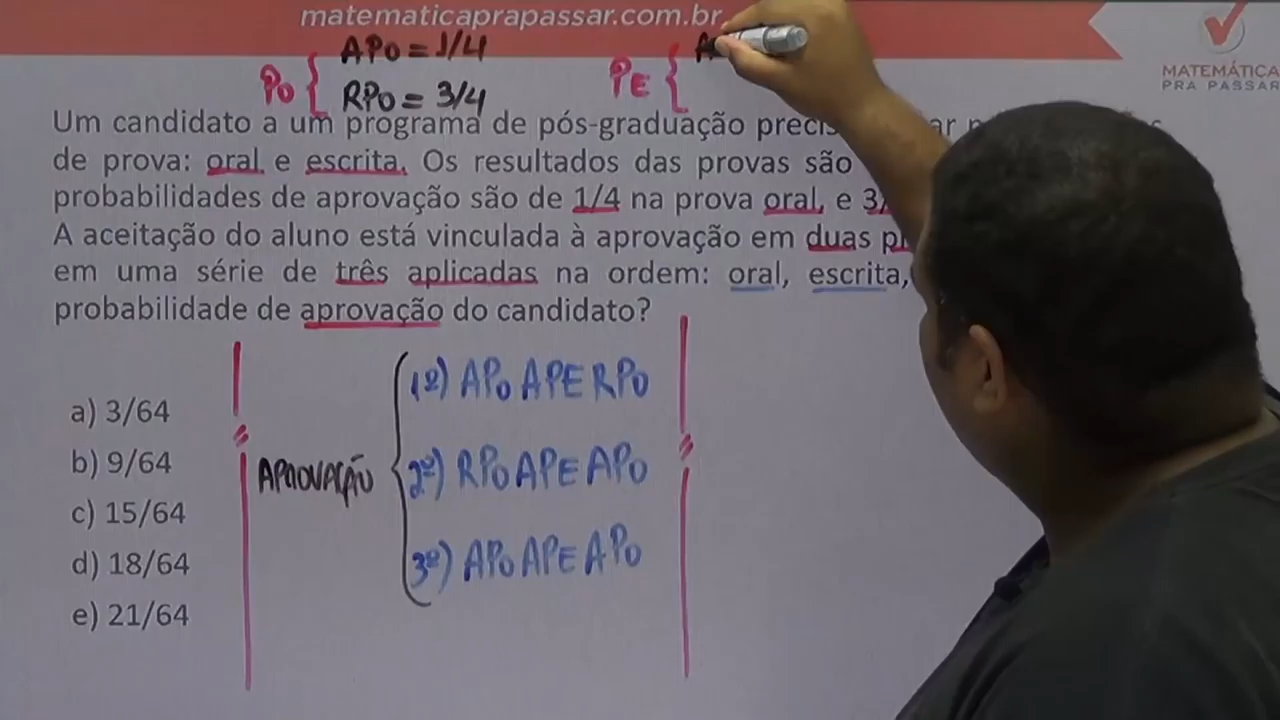 matematicaprapassar.com.br
MATEMÁTICA
PRA PASSAR
PO { APO = 1/4
RPO = 3/4
PE {
Um candidato a um programa de pós-graduação
de prova: oral e escrita. Os resultados das provas são
probabilidades de aprovação são de 1/4 na prova oral, e
A aceitação do aluno está vinculada à aprovação em duas
em uma série de três aplicadas na ordem: oral, escrita,
probabilidade de aprovação do candidato?
a) 3/64
b) 9/64
c) 15/64
d) 18/64
e) 21/64
APROVAÇÃO
1º) APO APE RPO
2º) RPO APE APO
3º) APO APE APO